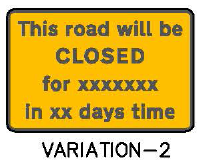 This road will be
CLOSED
for xxxxxxx
in xx days time
VARIATION-2